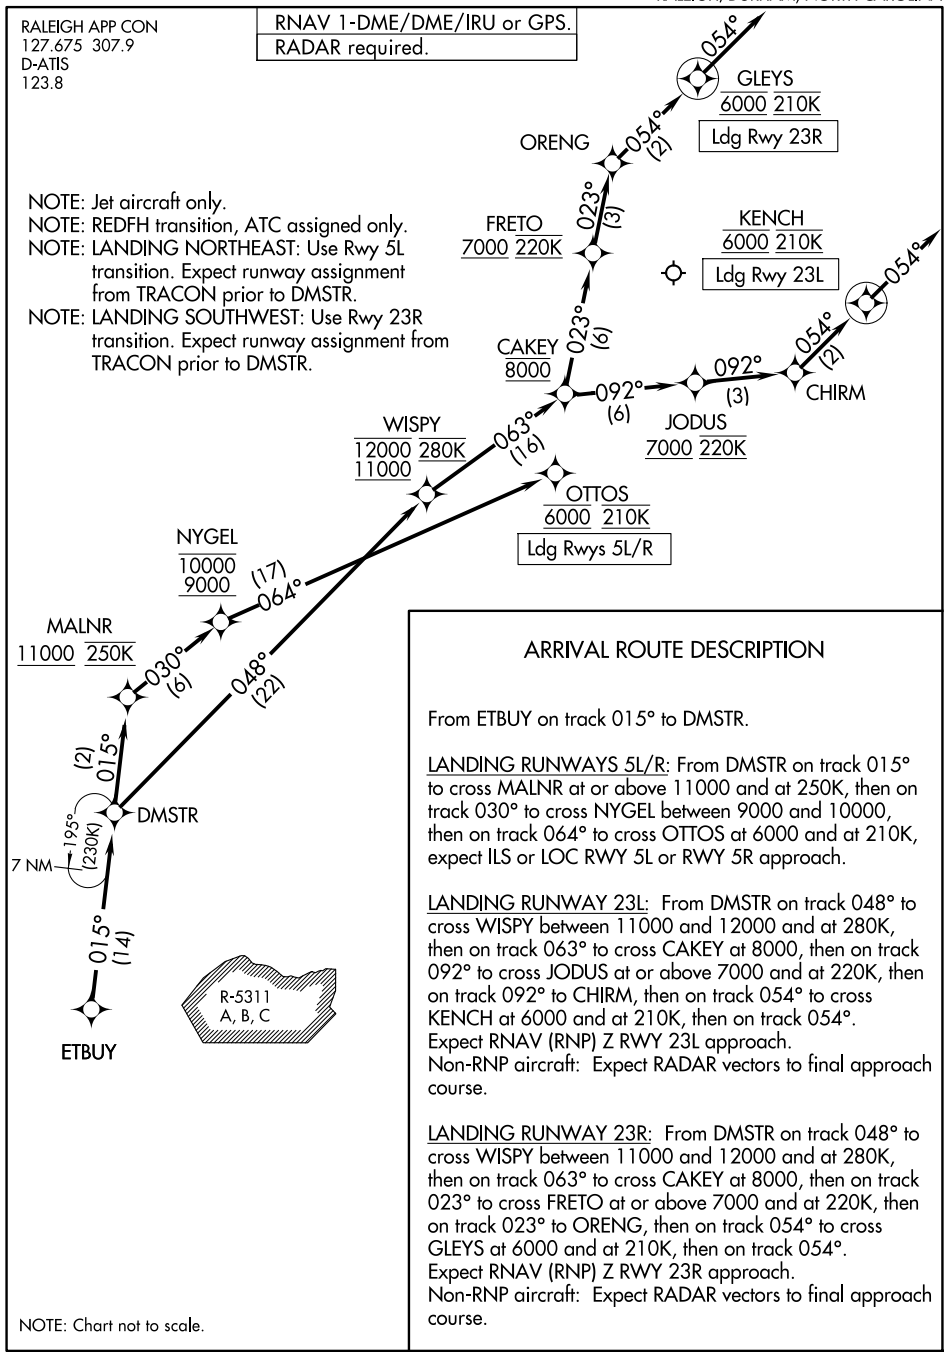 RALEIGH APP CON
127.675 307.9
D-ATIS
123.8
RNAV 1-DME/DME/IRU or GPS.
RADAR required.
NOTE: Jet aircraft only.
NOTE: REDFH transition, ATC assigned only.
NOTE: LANDING NORTHEAST: Use Rwy 5L
transition. Expect runway assignment
from TRACON prior to DMSTR.
NOTE: LANDING SOUTHWEST: Use Rwy 23R
transition. Expect runway assignment from
TRACON prior to DMSTR.
054°
GLEYS
6000 210K
Ldg Rwy 23R
054°
(2)
ORENG
023°
(3)
FRETO
7000 220K
KENCH
6000 210K
Ldg Rwy 23L
054°
054°
(2)
023°
(6)
CAKEY
8000
092°
(6)
092°
(3)
CHIRM
JODUS
7000 220K
WISPY
12000 280K
11000
063°
(16)
OTTOS
6000 210K
Ldg Rwys 5L/R
NYGEL
10000
9000
(17)
064°
MALNR
11000 250K
030°
(6)
048°
(22)
(2)
015°
DMSTR
195°
(230K)
7 NM
015°
(14)
ETBUY
R-5311
A, B, C
ARRIVAL ROUTE DESCRIPTION
From ETBUY on track 015° to DMSTR.
LANDING RUNWAYS 5L/R: From DMSTR on track 015°
to cross MALNR at or above 11000 and at 250K, then on
track 030° to cross NYGEL between 9000 and 10000,
then on track 064° to cross OTTOS at 6000 and at 210K,
expect ILS or LOC RWY 5L or RWY 5R approach.
LANDING RUNWAY 23L: From DMSTR on track 048° to
cross WISPY between 11000 and 12000 and at 280K,
then on track 063° to cross CAKEY at 8000, then on track
092° to cross JODUS at or above 7000 and at 220K, then
on track 092° to CHIRM, then on track 054° to cross
KENCH at 6000 and at 210K, then on track 054°.
Expect RNAV (RNP) Z RWY 23L approach.
Non-RNP aircraft: Expect RADAR vectors to final approach
course.
LANDING RUNWAY 23R: From DMSTR on track 048° to
cross WISPY between 11000 and 12000 and at 280K,
then on track 063° to cross CAKEY at 8000, then on track
023° to cross FRETO at or above 7000 and at 220K, then
on track 023° to ORENG, then on track 054° to cross
GLEYS at 6000 and at 210K, then on track 054°.
Expect RNAV (RNP) Z RWY 23R approach.
Non-RNP aircraft: Expect RADAR vectors to final approach
course.
NOTE: Chart not to scale.